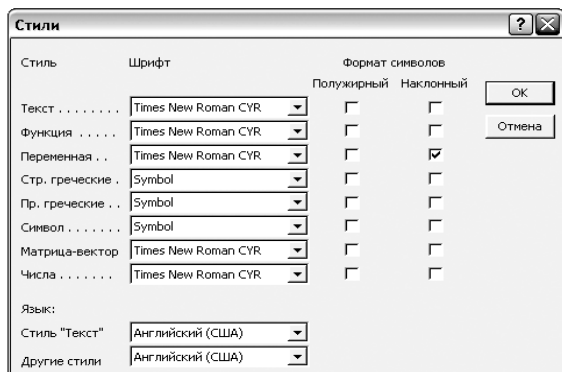 Стили
Стиль Шрифт Формат символов
Полужирный Наклонный
OK
Текст . . . . . . . . Times New Roman CYR
Функция . . . . . Times New Roman CYR
Отмена
Переменная . . Times New Roman CYR
Стр. греческие . Symbol
Пр. греческие . . Symbol
Символ . . . . . . . Symbol
Матрица-вектор Times New Roman CYR
Числа . . . . . . . Times New Roman CYR
Язык:
Стиль "Текст" Английский (США)
Другие стили Английский (США)